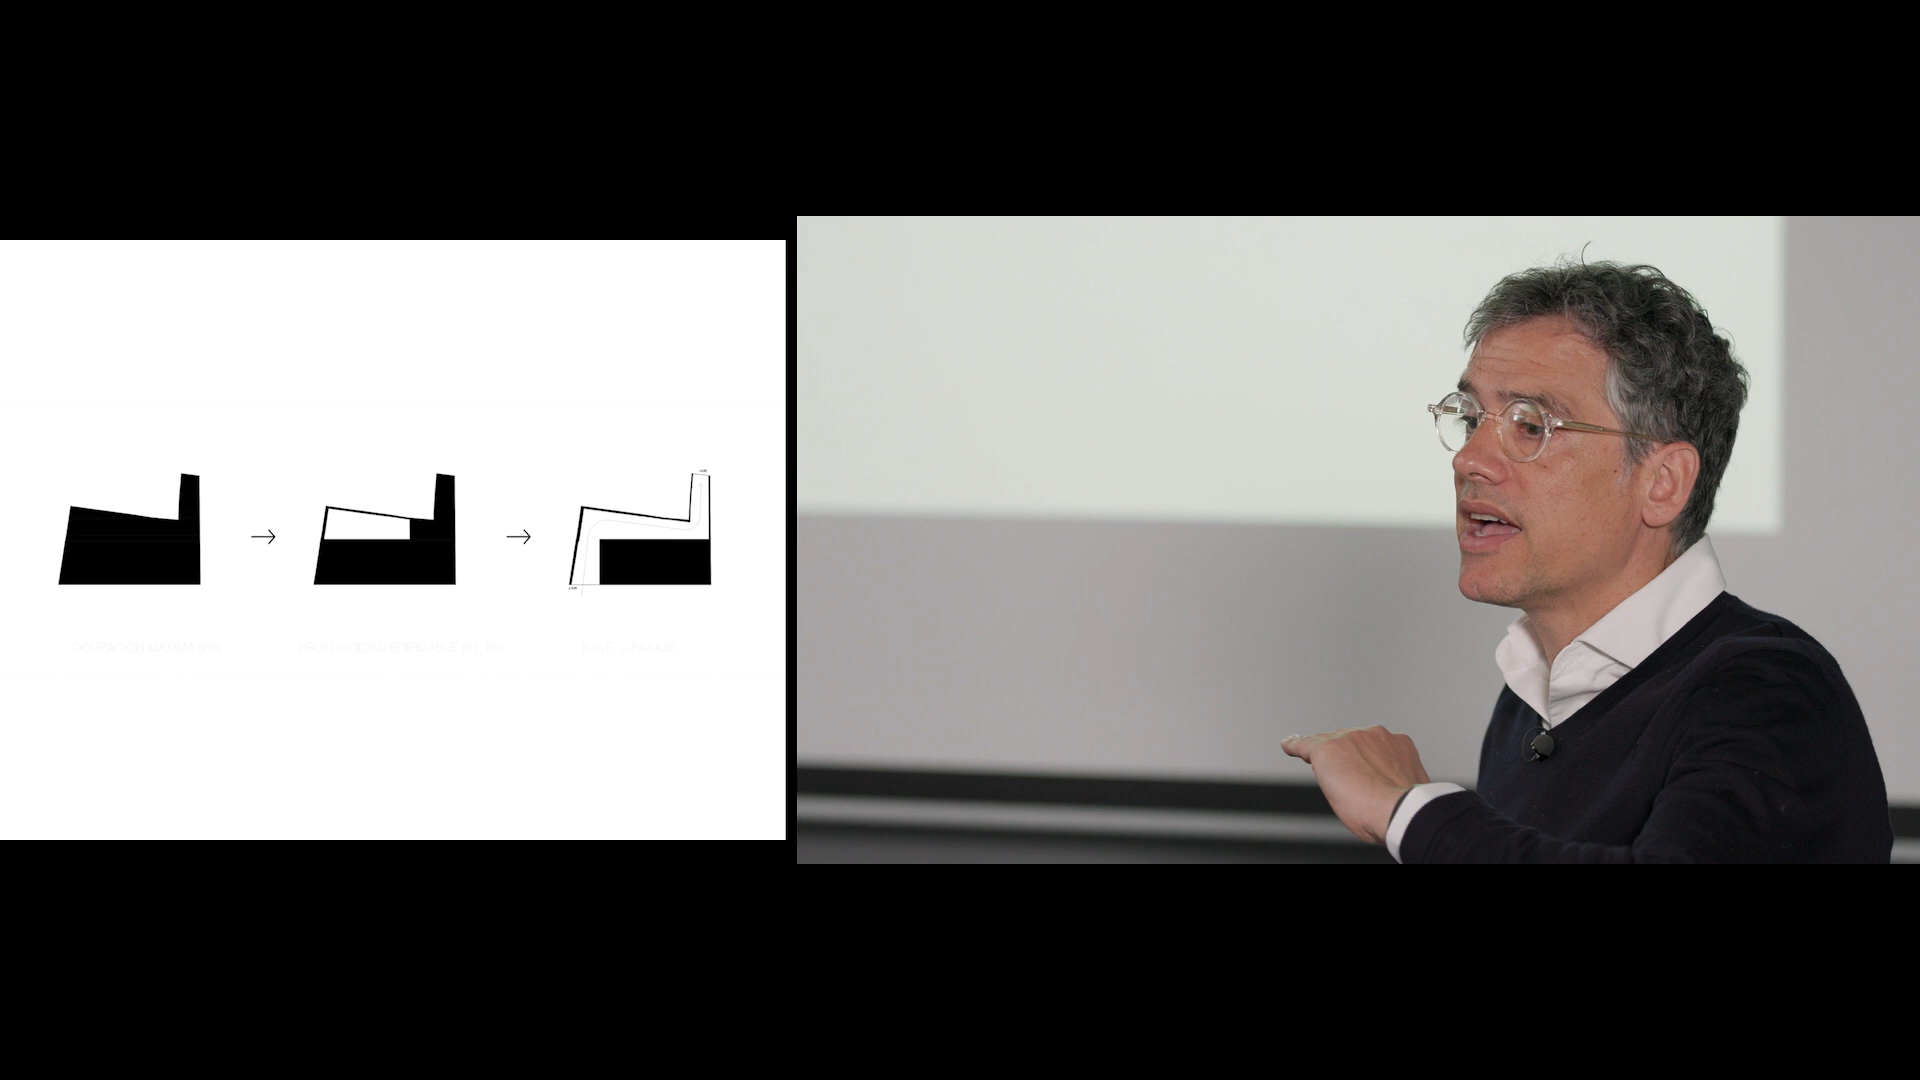 OCUPACIÓN MÁXIMA (PB)
PROFUNDIDAD EDIFICABLE (P1, P2)
NAVE + PASAJE